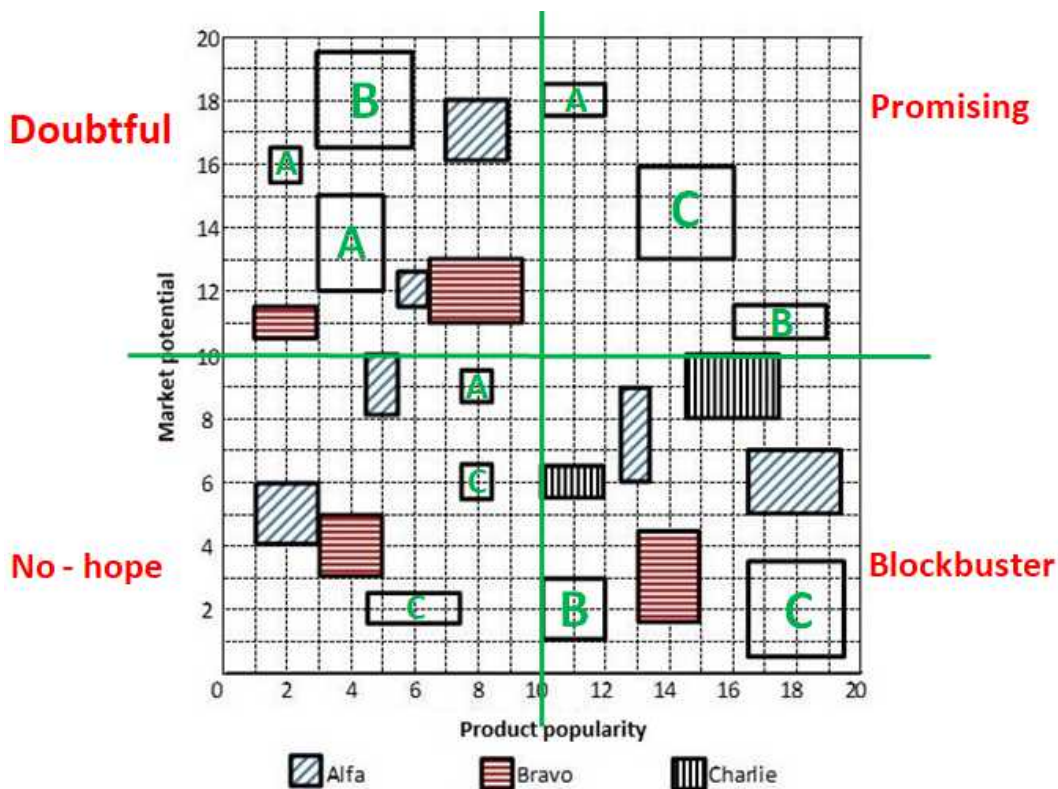 20
B
A
Doubtful
18
A
Promising
16
A
C
14
A
12
B
Market potential
10
A
8
C
6
No - hope
4
Blockbuster
C
B
C
2
0 2 4 6 8 10 12 14 16 18 20
Product popularity
Alfa Bravo Charlie